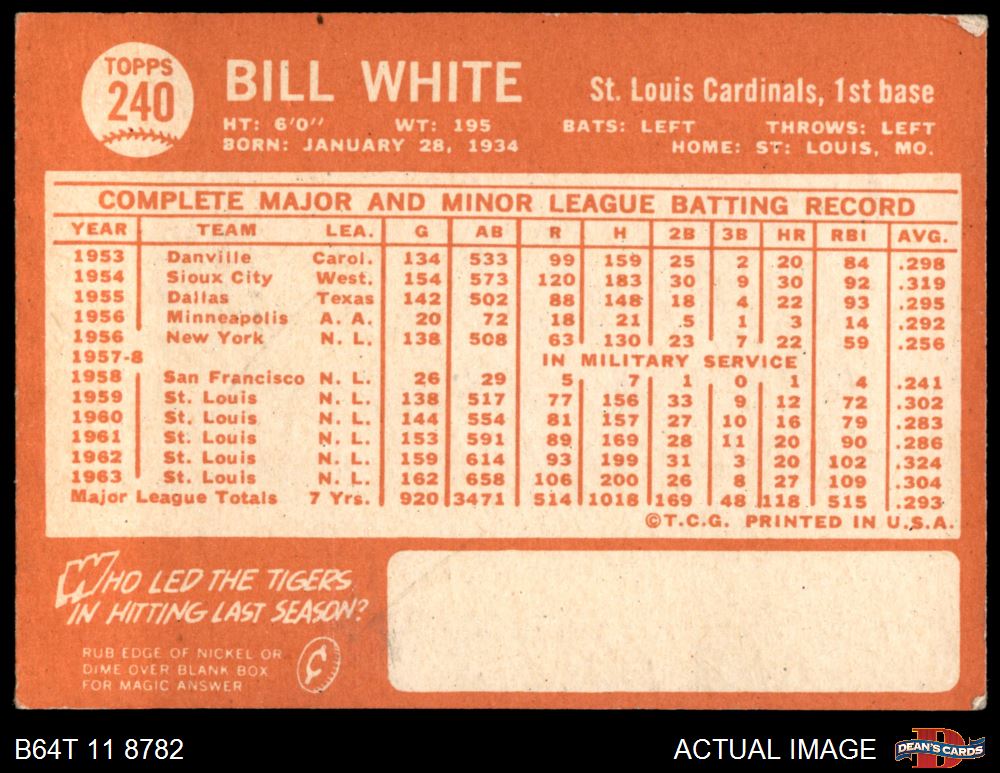 TOPPS
240
BILL WHITE
St. Louis Cardinals, 1st base
HT: 6'0" WT: 195 BATS: LEFT THROWS: LEFT
BORN: JANUARY 28, 1934 HOME: ST: LOUIS, MO.
COMPLETE MAJOR AND MINOR LEAGUE BATTING RECORD
YEAR TEAM LEA. G AB R H 2B 3B HR RBI AVG.
1953 Danville Carol. 134 533 99 159 25 2 20 84 .298
1954 Sioux City West. 154 573 120 183 30 9 30 92 .319
1955 Dallas Texas 142 502 88 148 18 4 22 93 .295
1956 Minneapolis A. A. 20 72 18 21 5 1 3 14 .292
1956 New York N. L. 138 508 63 130 23 7 22 59 .256
1957-8 IN MILITARY SERVICE
1958 San Francisco N. L. 26 29 5 7 1 0 1 4 .241
1959 St. Louis N. L. 138 517 77 156 33 9 12 72 .302
1960 St. Louis N. L. 144 554 81 157 27 10 16 79 .283
1961 St. Louis N. L. 153 591 89 169 28 11 20 90 .286
1962 St. Louis N. L. 159 614 93 199 31 3 20 102 .324
1963 St. Louis N. L. 162 658 106 200 26 8 27 109 .304
Major League Totals 7 Yrs. 920 3471 514 1018 169 48 118 515 .293
©T.C.G. PRINTED IN U.S.A.
WHO LED THE TIGERS
IN HITTING LAST SEASON?
RUB EDGE OF NICKEL OR
DIME OVER BLANK BOX
FOR MAGIC ANSWER
¢
B64T 11 8782
ACTUAL IMAGE
DEAN'S CARDS